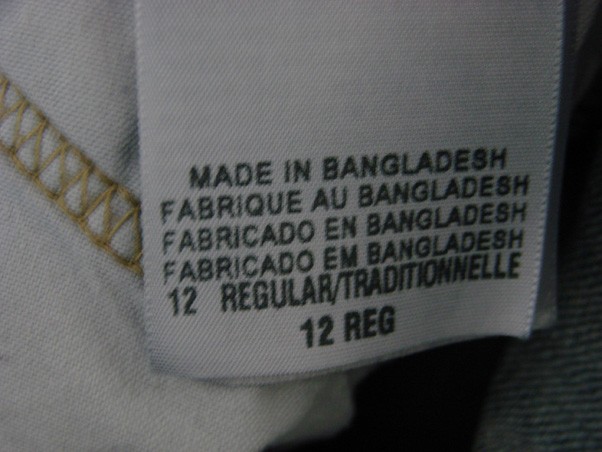 MADE IN BANGLADESH
FABRIQUE AU BANGLADESH
FABRICADO EN BANGLADESH
FABRICADO EM BANGLADESH
12 REGULAR/TRADITIONNELLE
12 REG